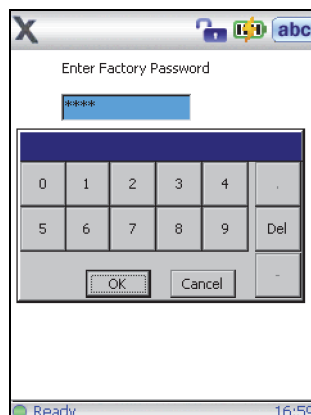 X abc
Enter Factory Password
****
0 1 2 3 4 .
5 6 7 8 9 Del
OK Cancel -
Ready 16:59